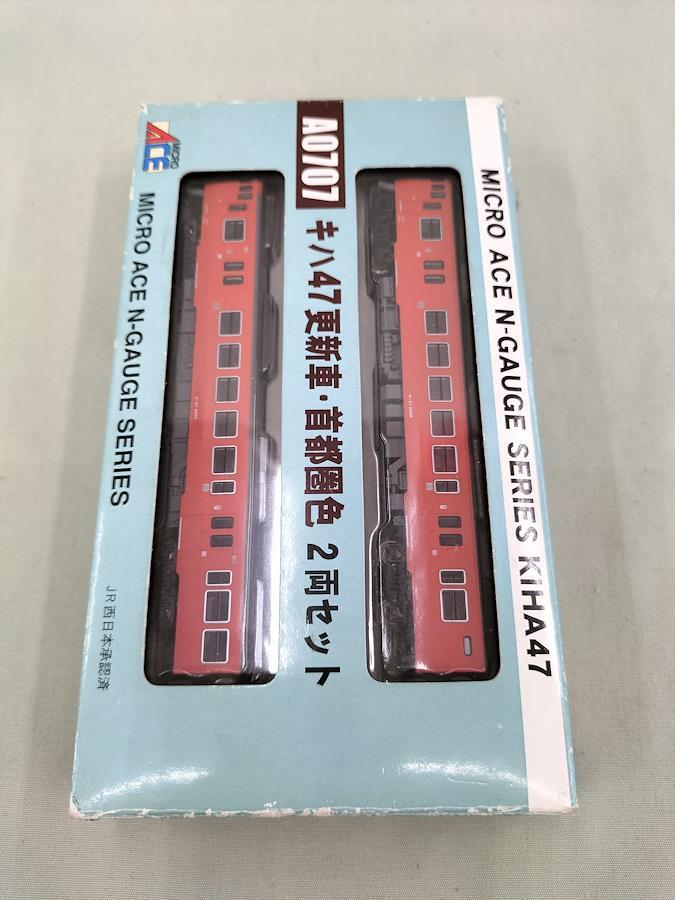 MICRO ACE N-GAUGE SERIES KIHA47
A0707
キハ47更新車・首都圏色 2両セット
MICRO ACE
MICRO ACE N-GAUGE SERIES
JR西日本承認済